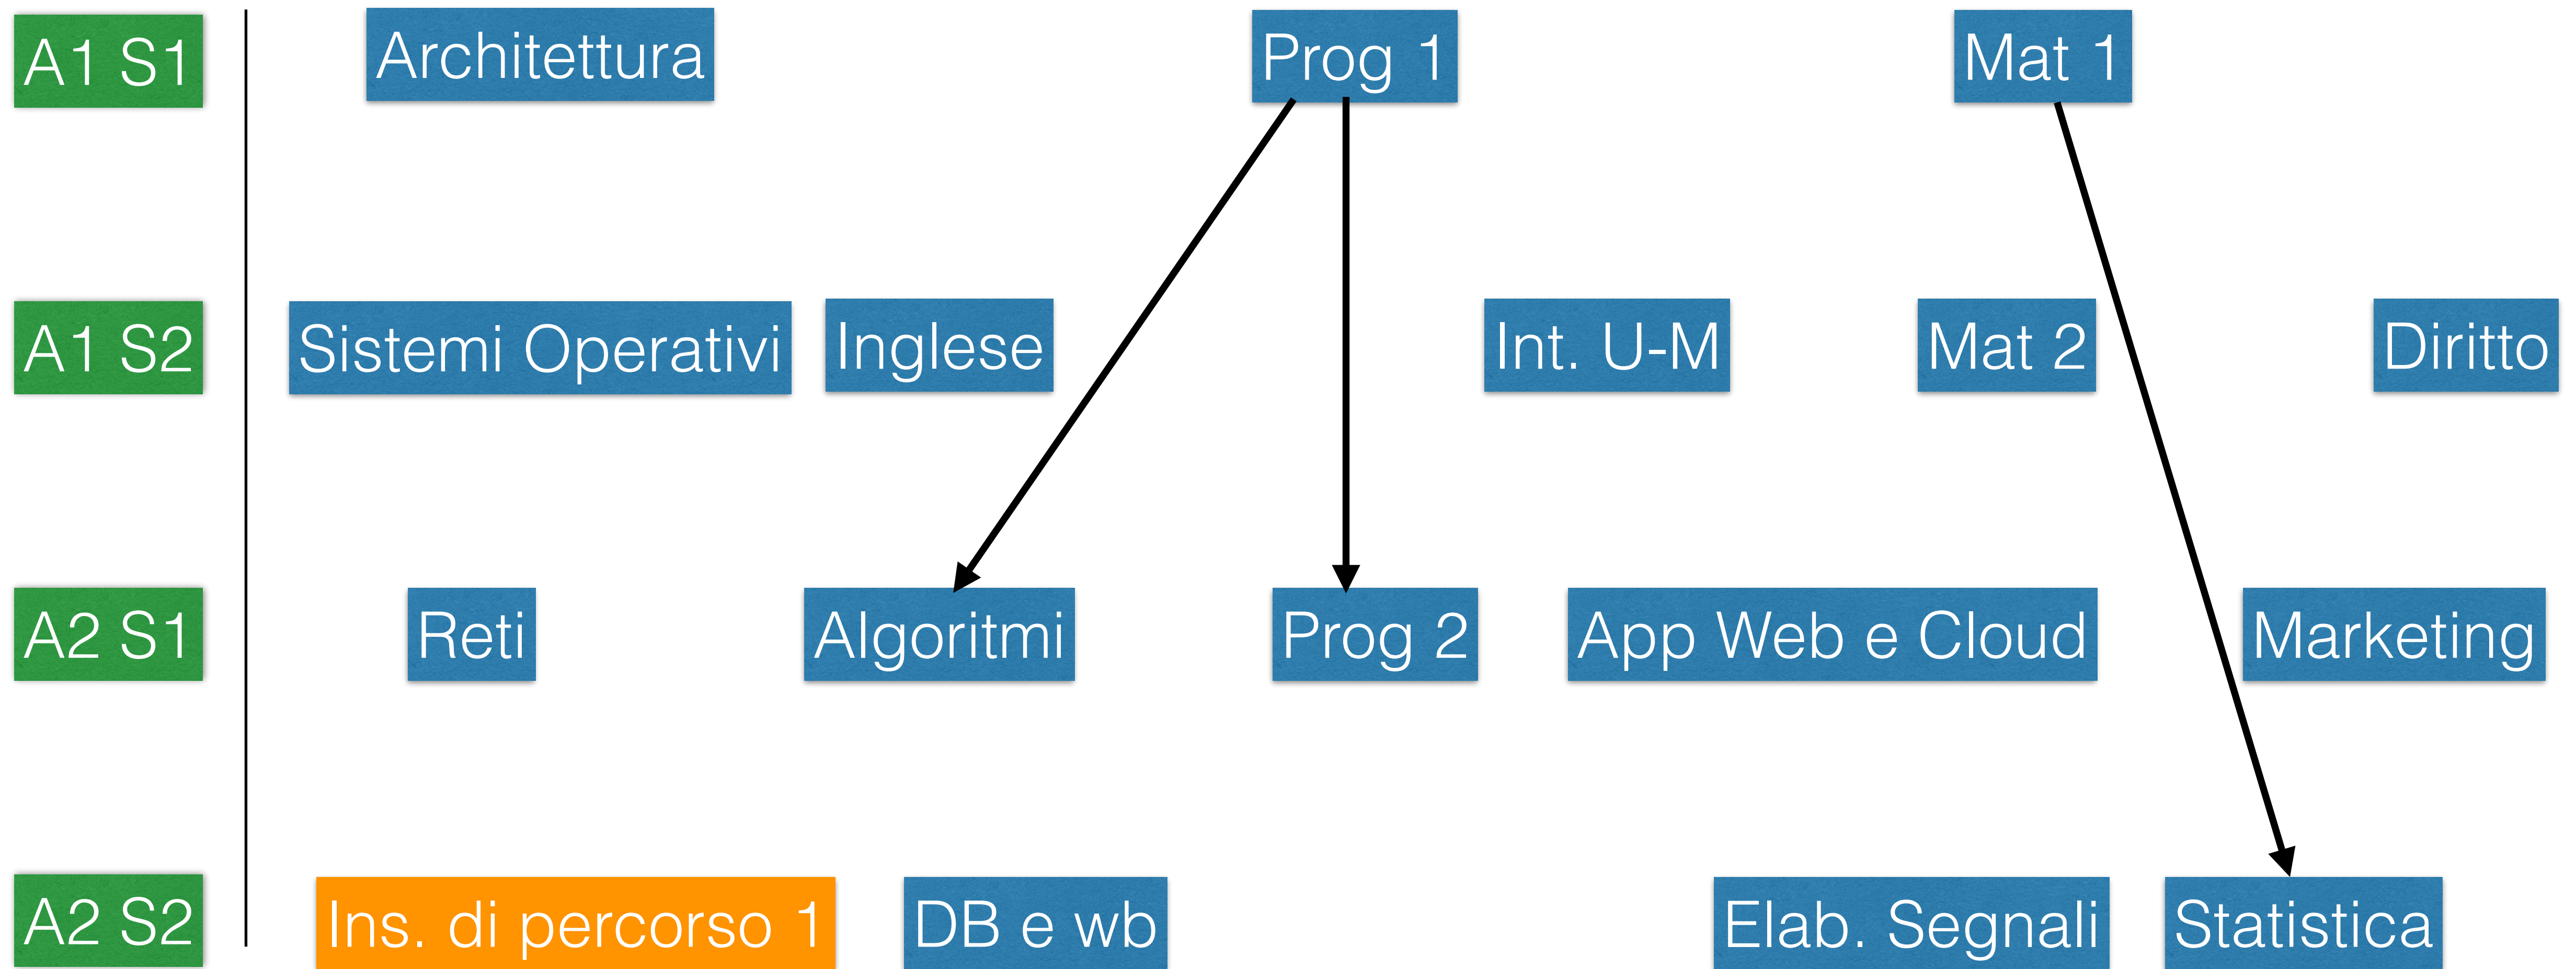 A1 S1
Architettura
Prog 1
Mat 1
A1 S2
Sistemi Operativi
Inglese
Int. U-M
Mat 2
Diritto
A2 S1
Reti
Algoritmi
Prog 2
App Web e Cloud
Marketing
A2 S2
Ins. di percorso 1
DB e wb
Elab. Segnali
Statistica